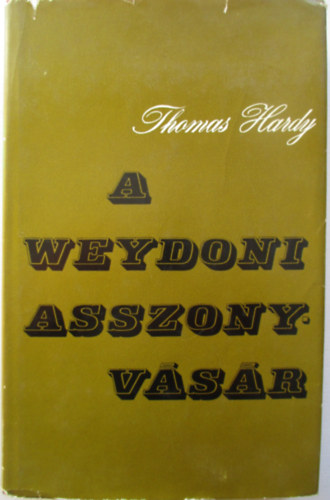 Thomas Hardy
A
WEYDONI
ASSZONY-
VÁSÁR